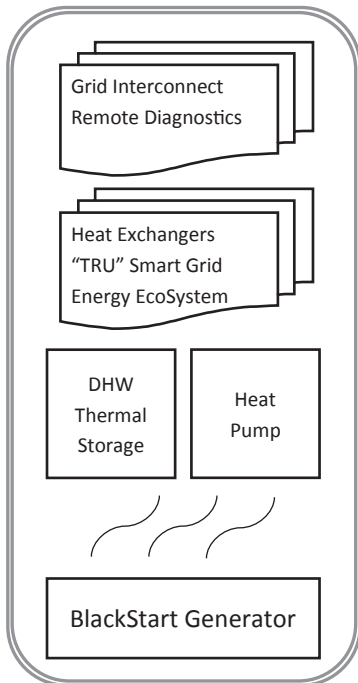 Grid Interconnect
Remote Diagnostics
Heat Exchangers
“TRU” Smart Grid
Energy EcoSystem
DHW
Thermal
Storage
Heat
Pump
BlackStart Generator